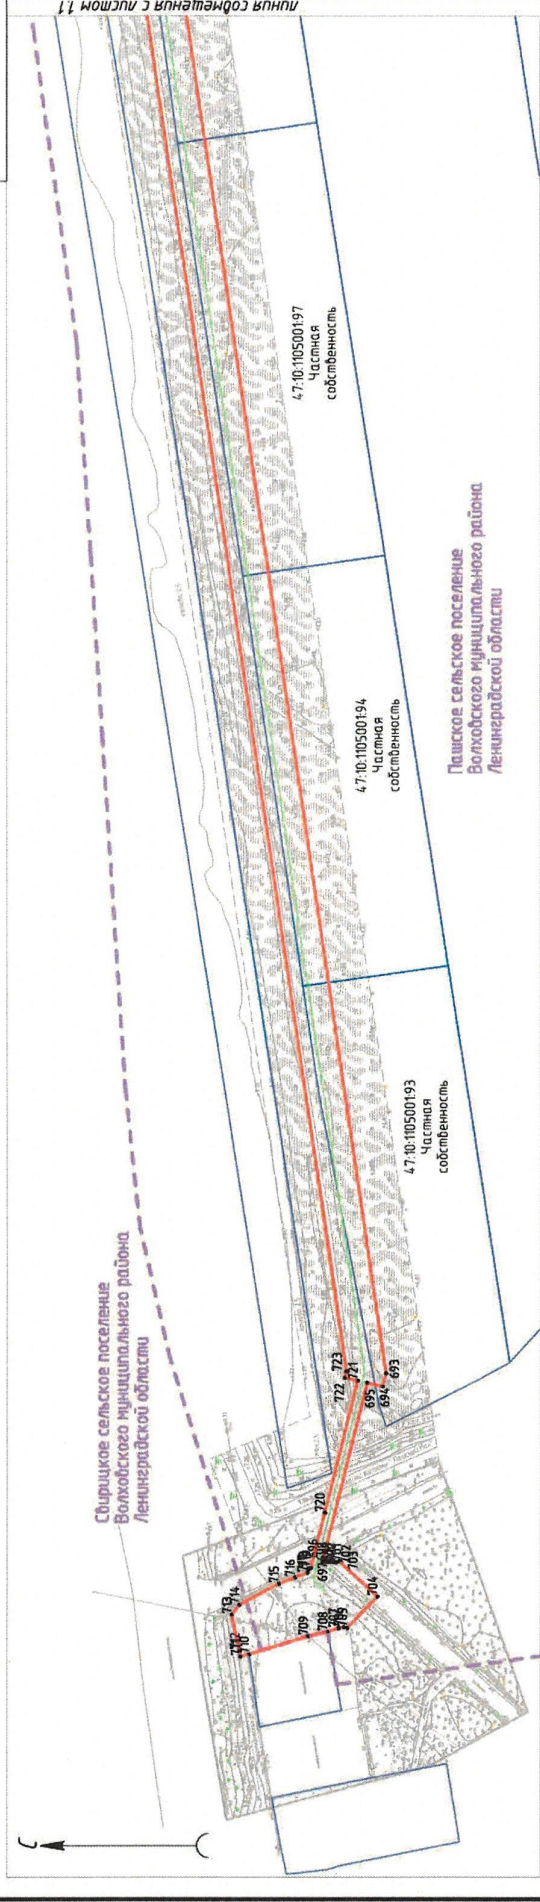 линия совмещения с листом 1.1
47:10:1105001:97
Частная
собственность
47:10:1105001:94
Частная
собственность
Пашское сельское поселение
Волховского муниципального района
Ленинградской области
47:10:1105001:93
Частная
собственность
Свирицкое сельское поселение
Волховского муниципального района
Ленинградской области
723
722
721
693
694
695
720
702
703
704
716
715
714
713
710
709
708
С